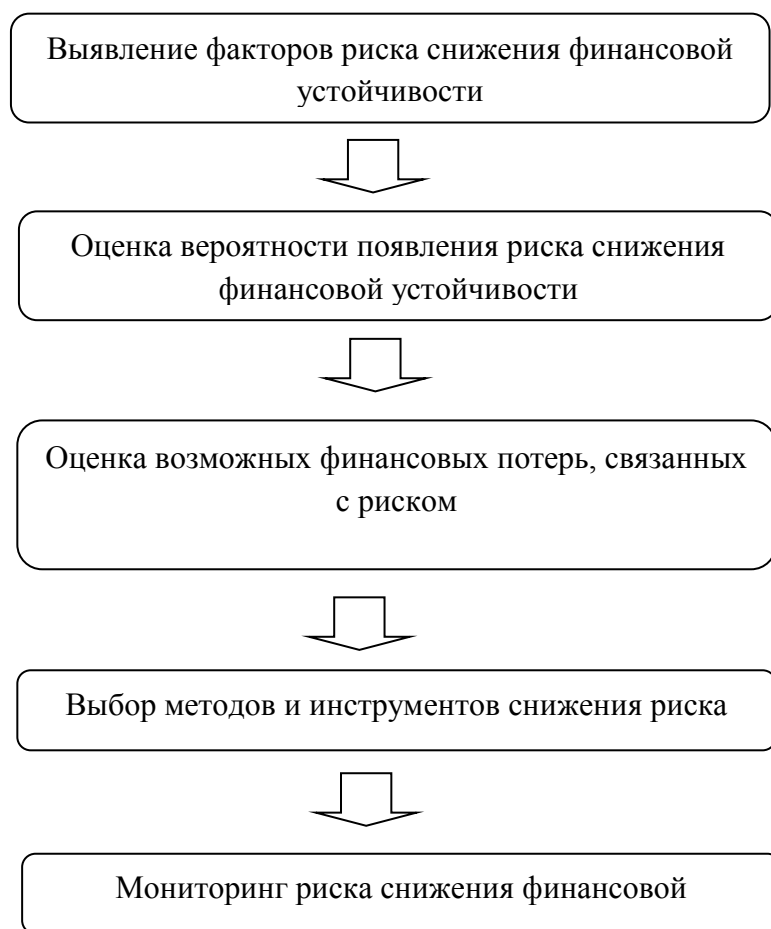 Выявление факторов риска снижения финансовой
устойчивости
Оценка вероятности появления риска снижения
финансовой устойчивости
Оценка возможных финансовых потерь, связанных
с риском
Выбор методов и инструментов снижения риска
Мониторинг риска снижения финансовой